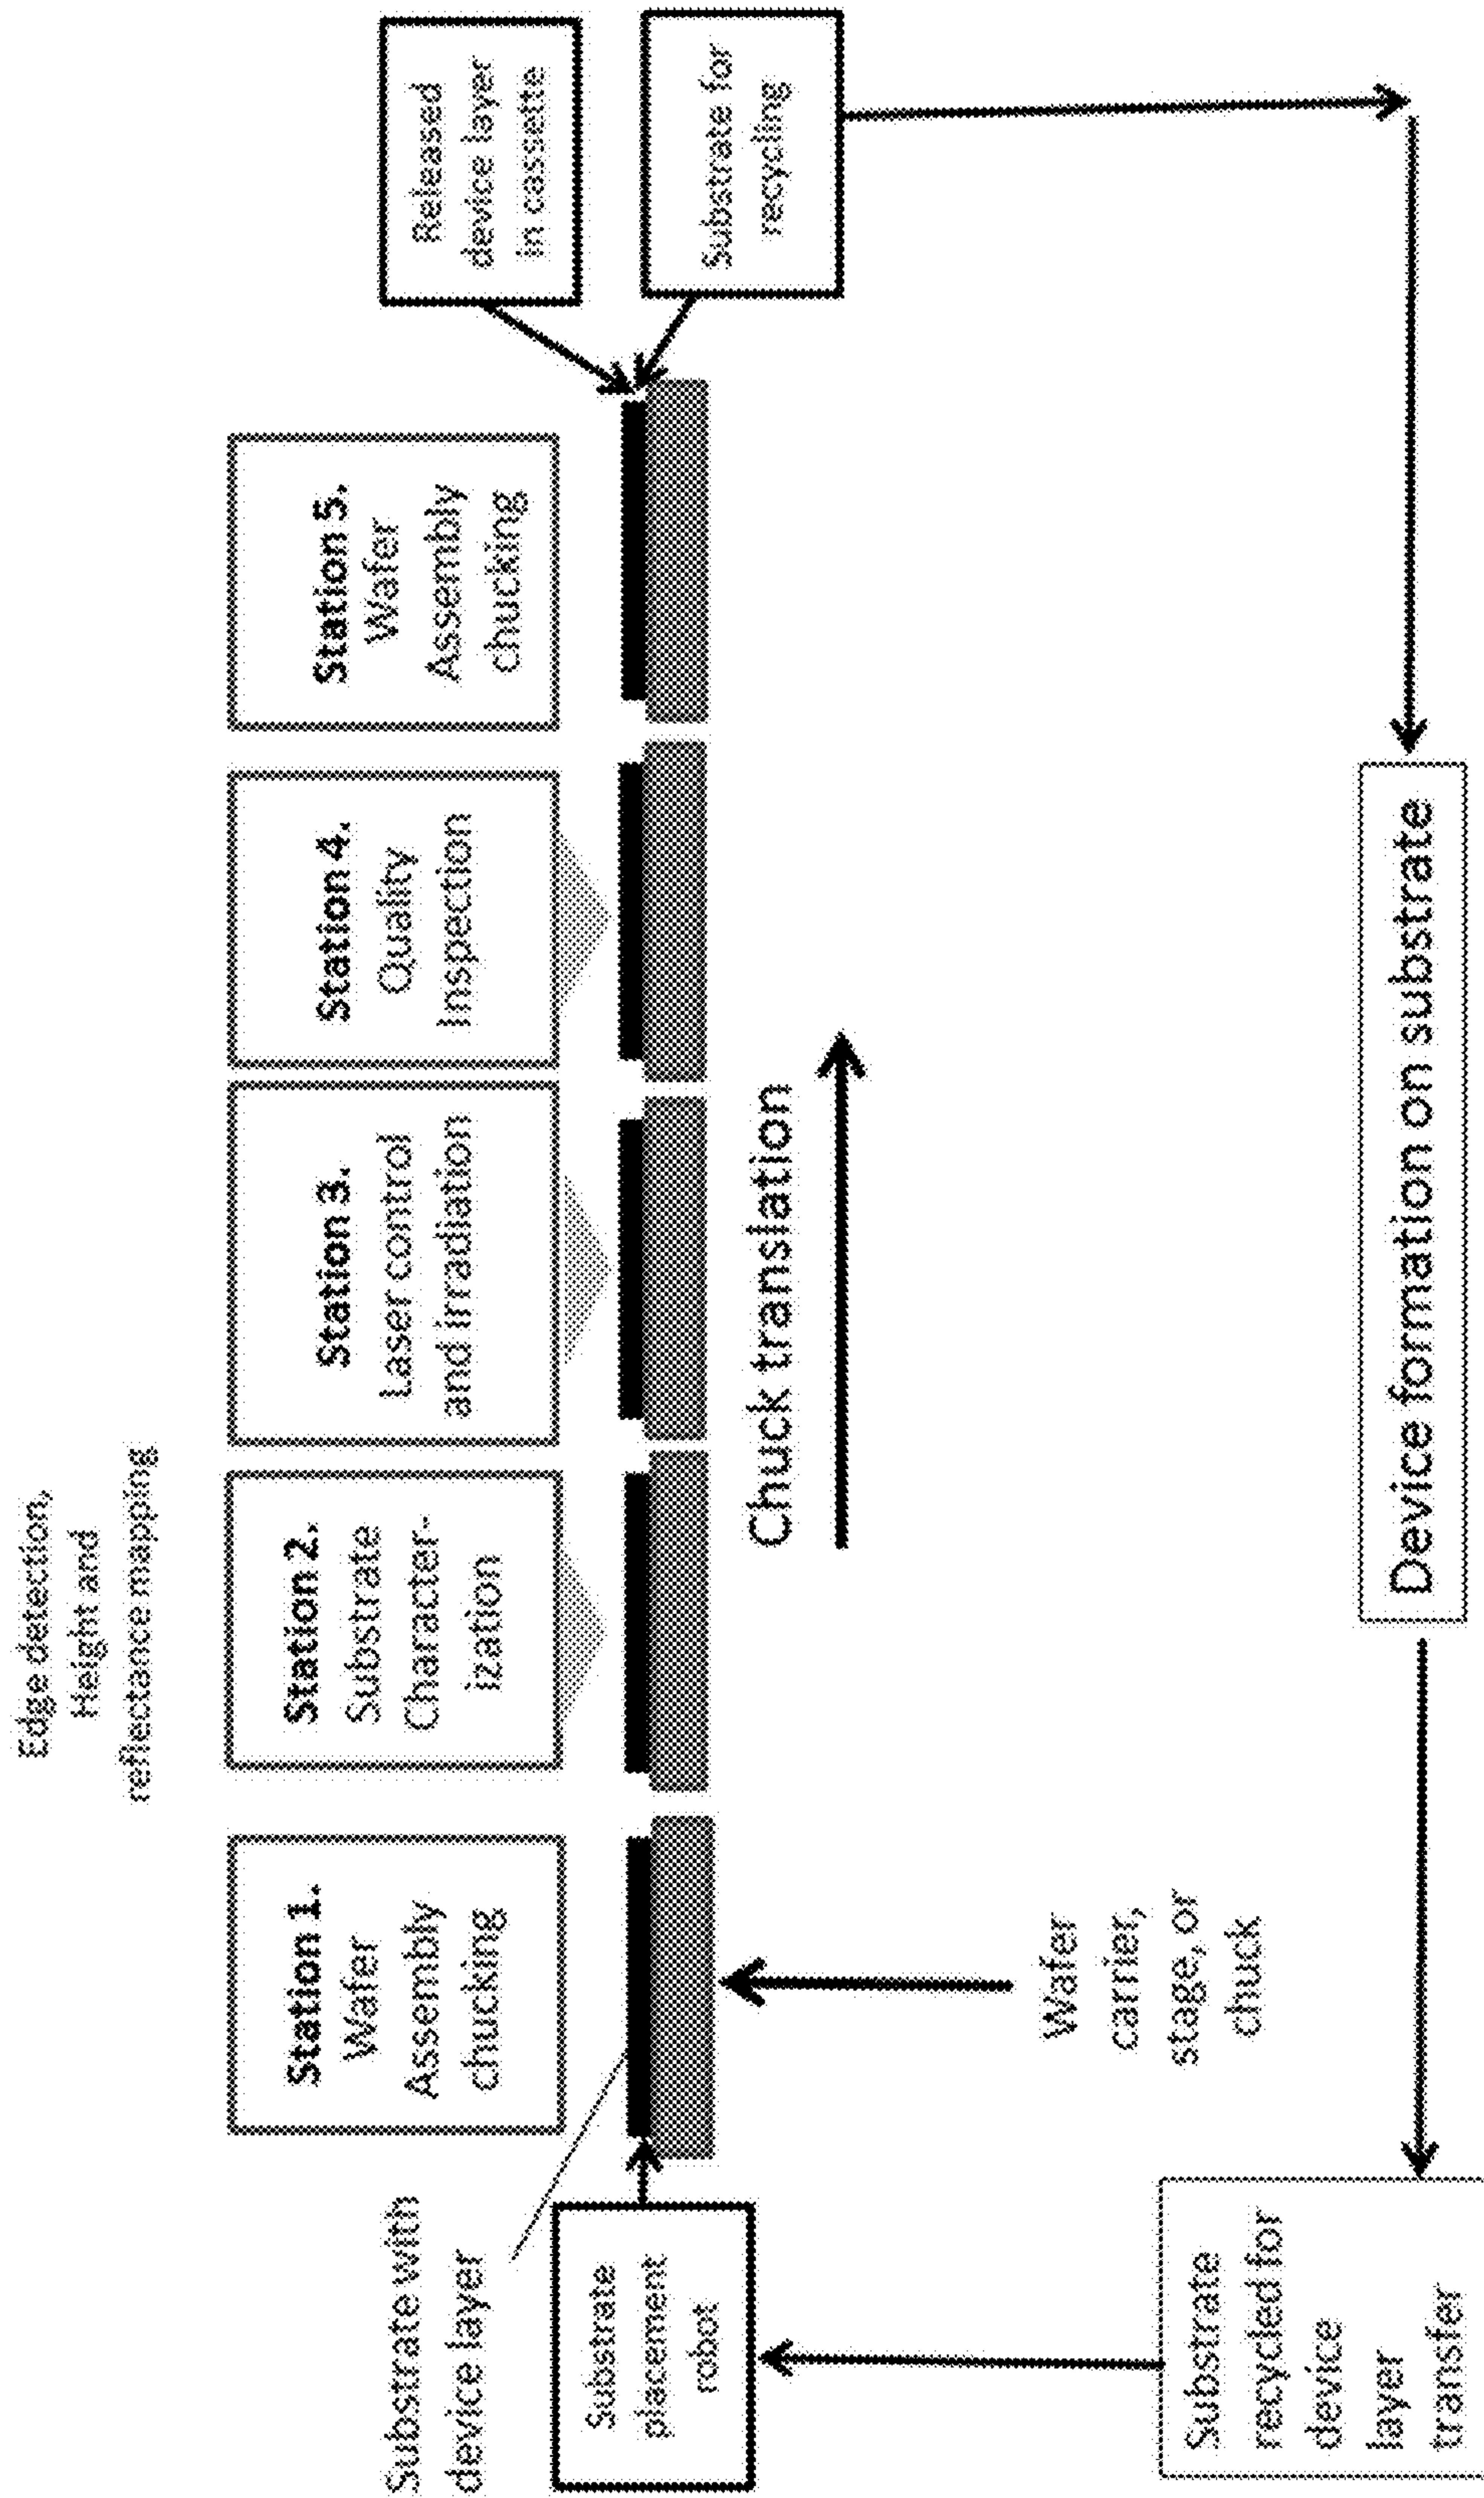 Edge detection,
Height and
reflectance mapping
Station 1.
Wafer
Assembly
chucking
Station 2.
Substrate
Character-
ization
Station 3.
Laser control
and irradiation
Station 4.
Quality
Inspection
Station 5.
Wafer
Assembly
chucking
Released
device layer
in cassette
Substrate for
recycling
Substrate with
device layer
Substrate
placement
robot
Chuck translation
Wafer
carrier,
stage, or
chuck
Substrate
recycled for
device
layer
transfer
Device formation on substrate